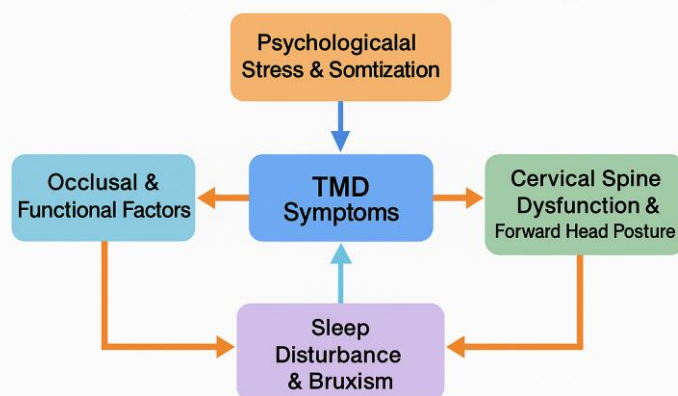 Psychologicalal
Stress & Somtization
Occlusal &
Functional Factors
TMD
Symptoms
Cervical Spine
Dysfunction &
Forward Head Posture
Sleep
Disturbance
& Bruxism